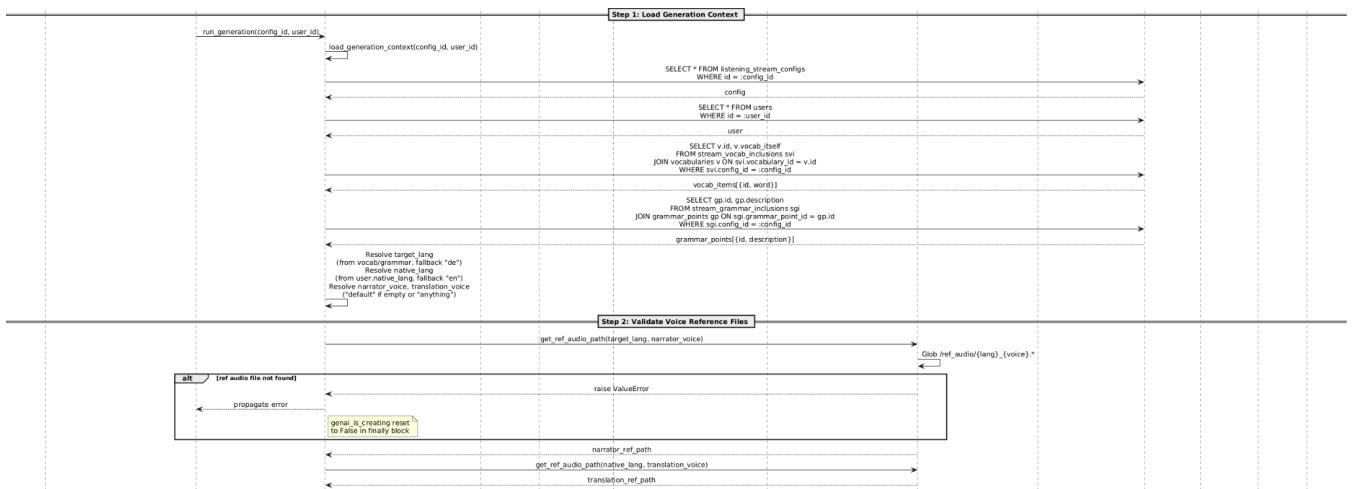 Step 1: Load Generation Context
run_generation(config_id, user_id)
load_generation_context(config_id, user_id)
SELECT * FROM listening_stream_configs
WHERE id = :config_id
config
SELECT * FROM users
WHERE id = :user_id
user
SELECT v.id, v.vocab_itself
FROM stream_vocab_inclusions svi
JOIN vocabularies v ON svi.vocabulary_id = v.id
WHERE svi.config_id = :config_id
vocab_items[{id, word}]
SELECT gp.id, gp.description
FROM stream_grammar_inclusions sgi
JOIN grammar_points gp ON sgi.grammar_point_id = gp.id
WHERE sgi.config_id = :config_id
grammar_points[{id, description}]
Resolve target_lang
(from vocab/grammar, fallback "de")
Resolve native_lang
(from user.native_lang, fallback "en")
Resolve narrator_voice, translation_voice
("default" if empty or "anything")
Step 2: Validate Voice Reference Files
get_ref_audio_path(target_lang, narrator_voice)
Glob /ref_audio/{lang}_{voice}.*
alt [ref audio file not found]
raise ValueError
propagate error
genai_is_creating reset
to False in finally block
narrator_ref_path
get_ref_audio_path(native_lang, translation_voice)
translation_ref_path